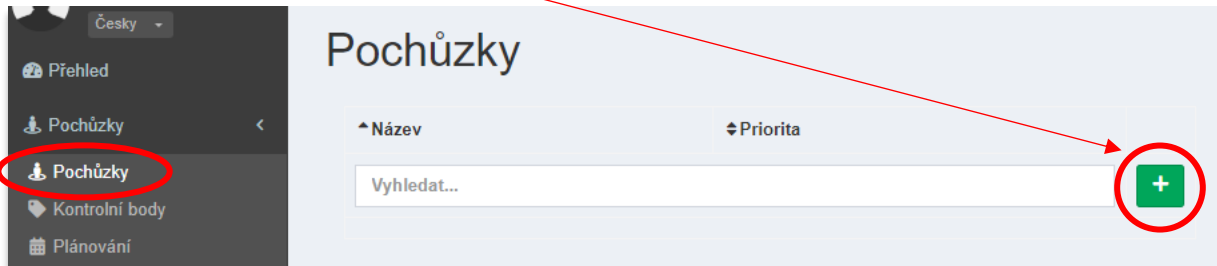 Česky
Přehled
Pochůzky
Pochůzky
Kontrolní body
Plánování
Pochůzky
Název Priorita
Vyhledat...
+